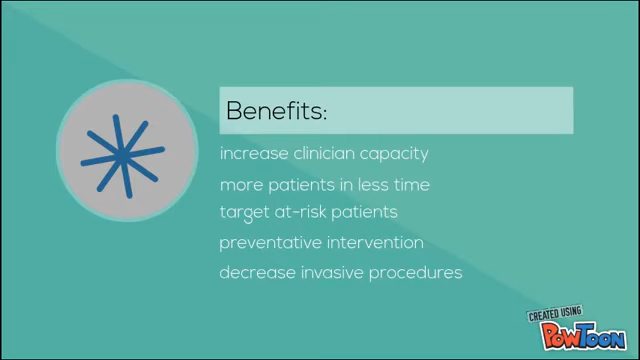 Benefits:
increase clinician capacity
more patients in less time
target at-risk patients
preventative intervention
decrease invasive procedures
CREATED USING
POWTOON